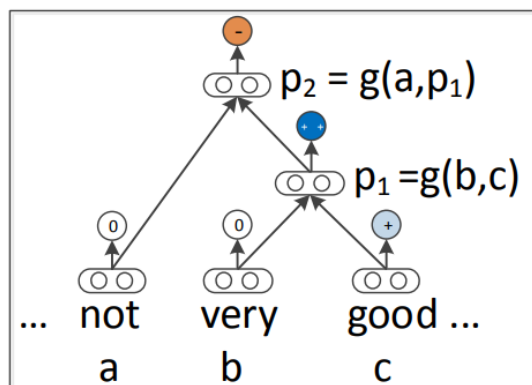 -
p₂ = g(a,p₁)
+ +
p₁ =g(b,c)
0 0 +
... not very good ...
a b c